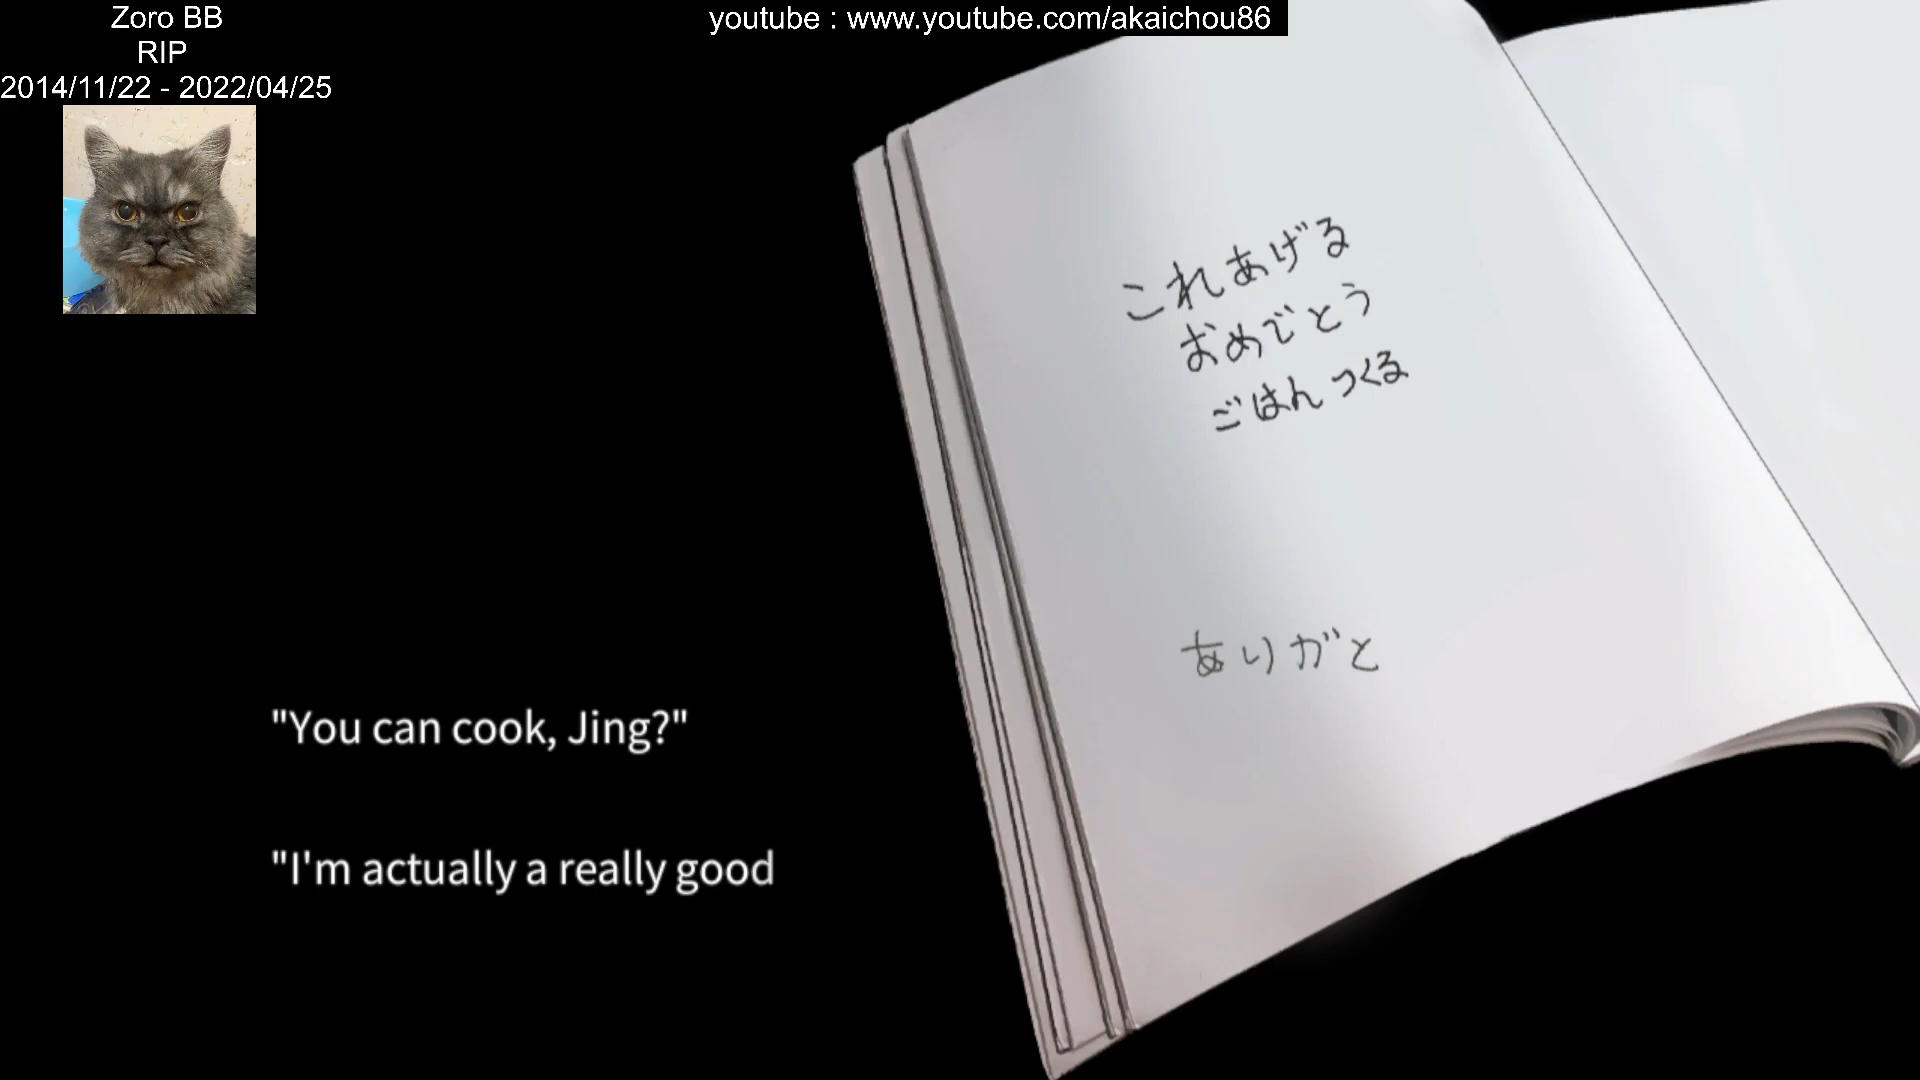 Zoro BB
RIP
2014/11/22 - 2022/04/25
youtube : www.youtube.com/akaichou86
これあげる
おめでとう
ごはん つくる
ありがと
"You can cook, Jing?"
"I'm actually a really good